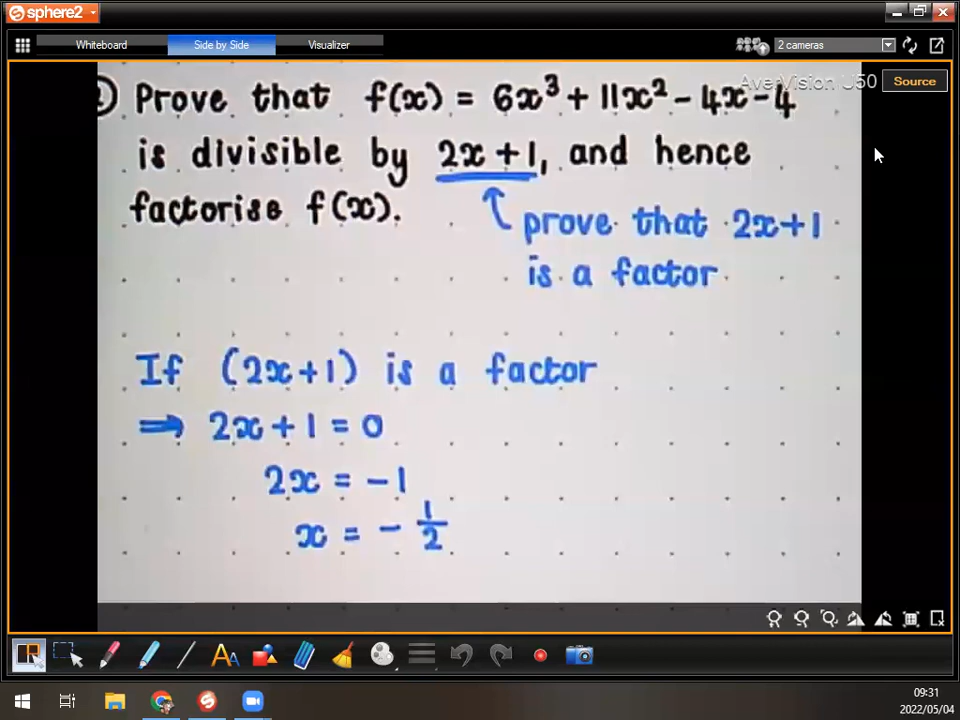 sphere2
Whiteboard
Side by Side
Visualizer
2 cameras
AverVision U50
Source
Prove that f(x) = 6x³ + 11x² - 4x - 4
is divisible by 2x + 1, and hence
factorise f(x).
prove that 2x+1
is a factor
If (2x+1) is a factor
⇒ 2x + 1 = 0
2x = -1
x = - 1/2
09:31
2022/05/04